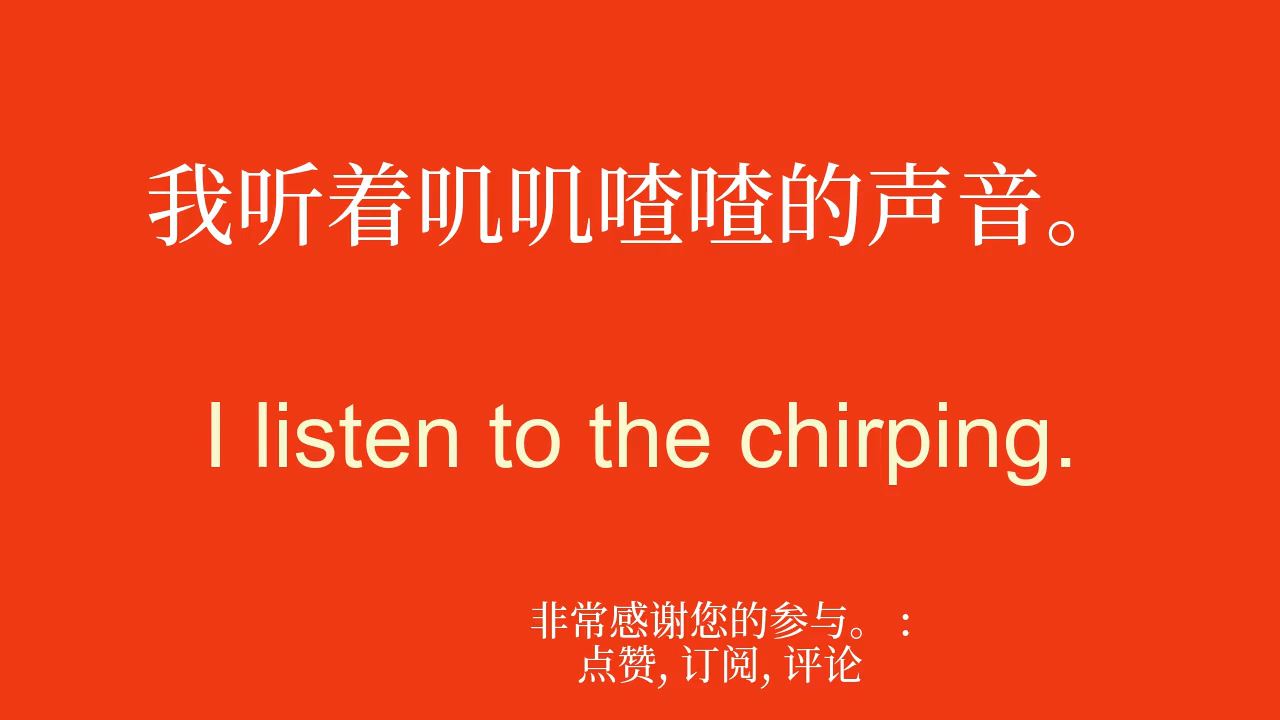 我听着叽叽喳喳的声音。
I listen to the chirping.
非常感谢您的参与。 :
点赞, 订阅, 评论